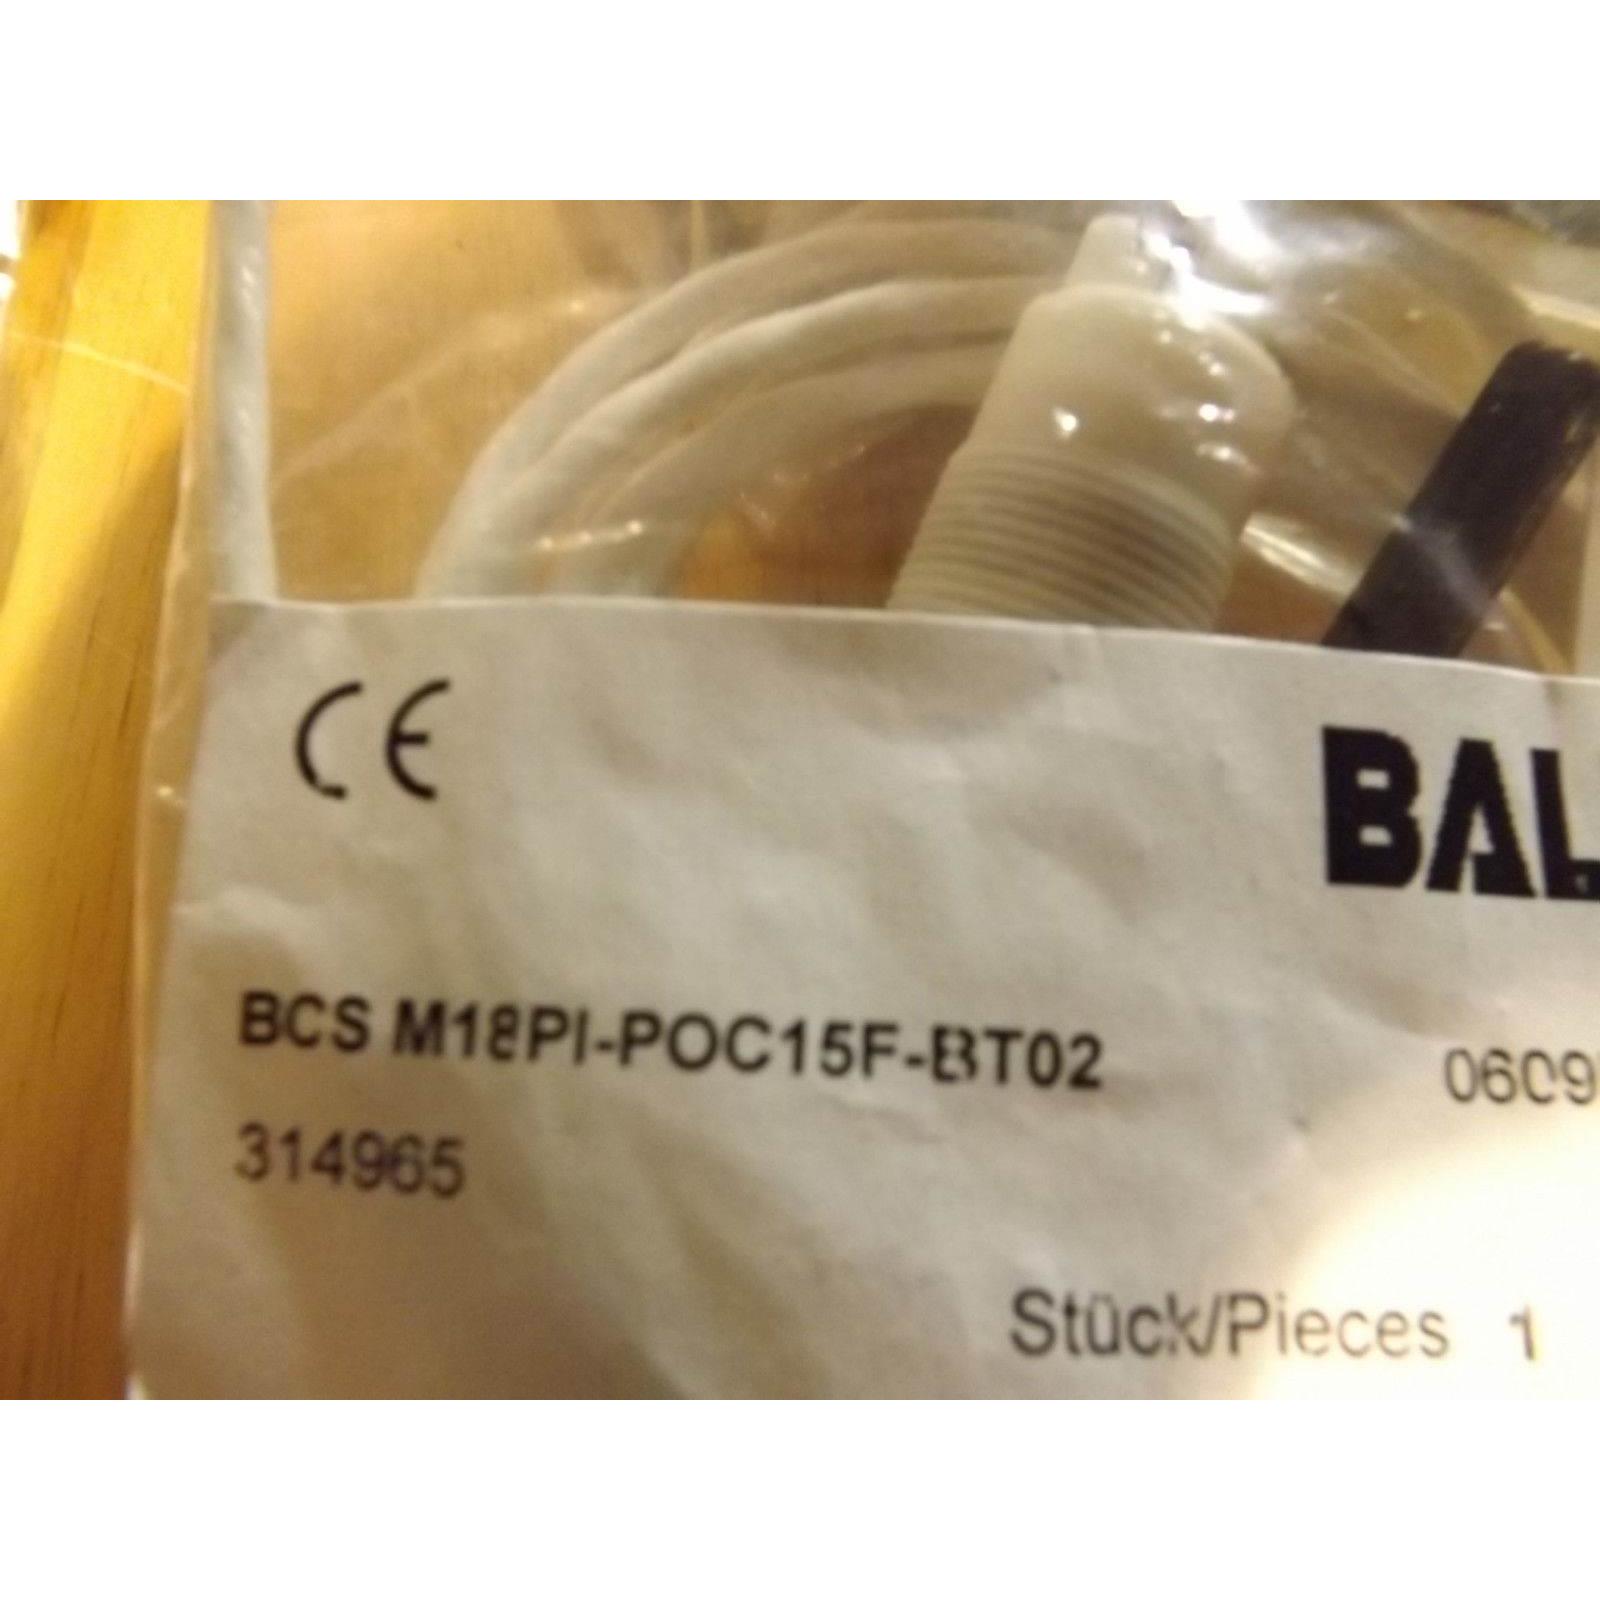 CE
BAL
BCS M18PI-POC15F-BT02
0609
314965
Stück/Pieces 1